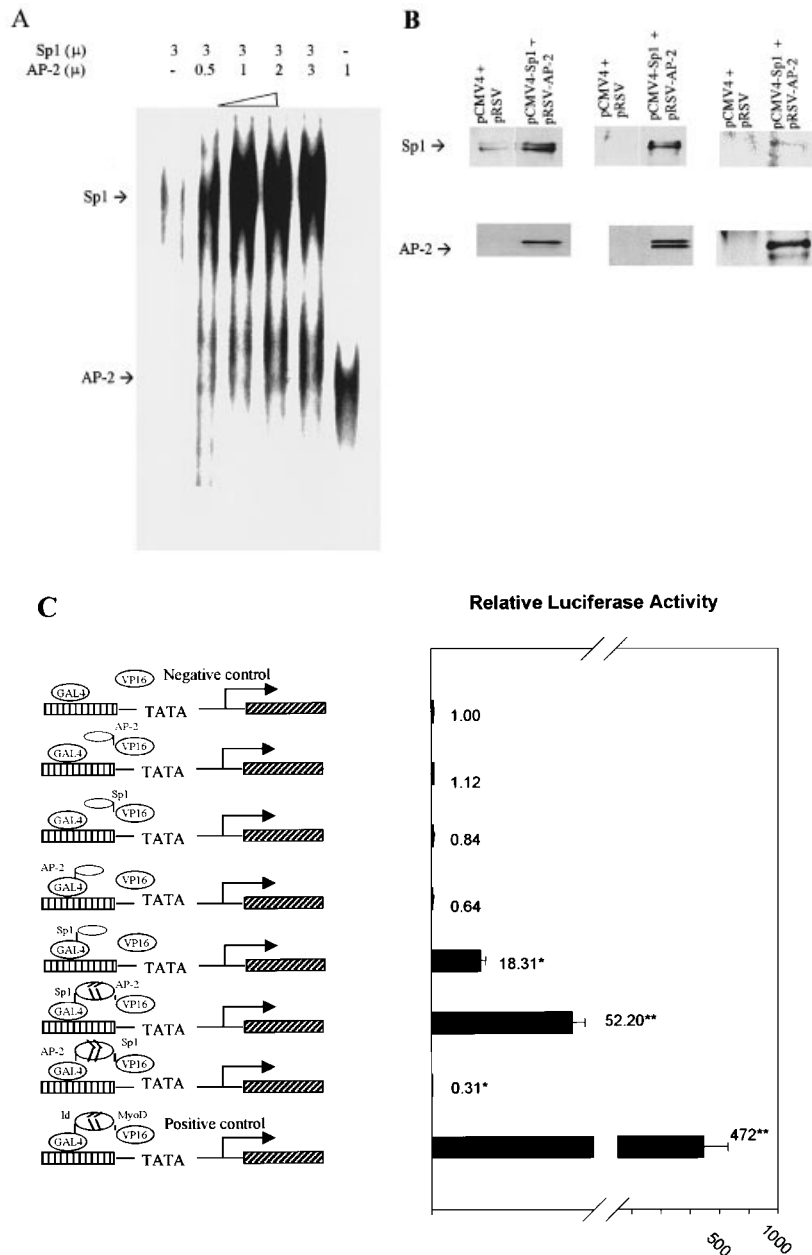 A
Sp1 (μ) 3 3 3 3 3 -
AP-2 (μ) - 0.5 1 2 3 1
Sp1 →
AP-2 →
B
pCMV4 + pRSV
pCMV4-Sp1 + pRSV-AP-2
pCMV4 + pRSV
pCMV4-Sp1 + pRSV-AP-2
pCMV4 + pRSV
pCMV4-Sp1 + pRSV-AP-2
Sp1 →
AP-2 →
C
Relative Luciferase Activity
GAL4 VP16 Negative control
TATA
1.00
AP-2
GAL4 VP16
TATA
1.12
Sp1
GAL4 VP16
TATA
0.84
AP-2
GAL4 VP16
TATA
0.64
Sp1
GAL4 VP16
TATA
18.31*
Sp1 AP-2
GAL4 VP16
TATA
52.20**
AP-2 Sp1
GAL4 VP16
TATA
0.31*
Id MyoD Positive control
GAL4 VP16
TATA
472**
500 1000